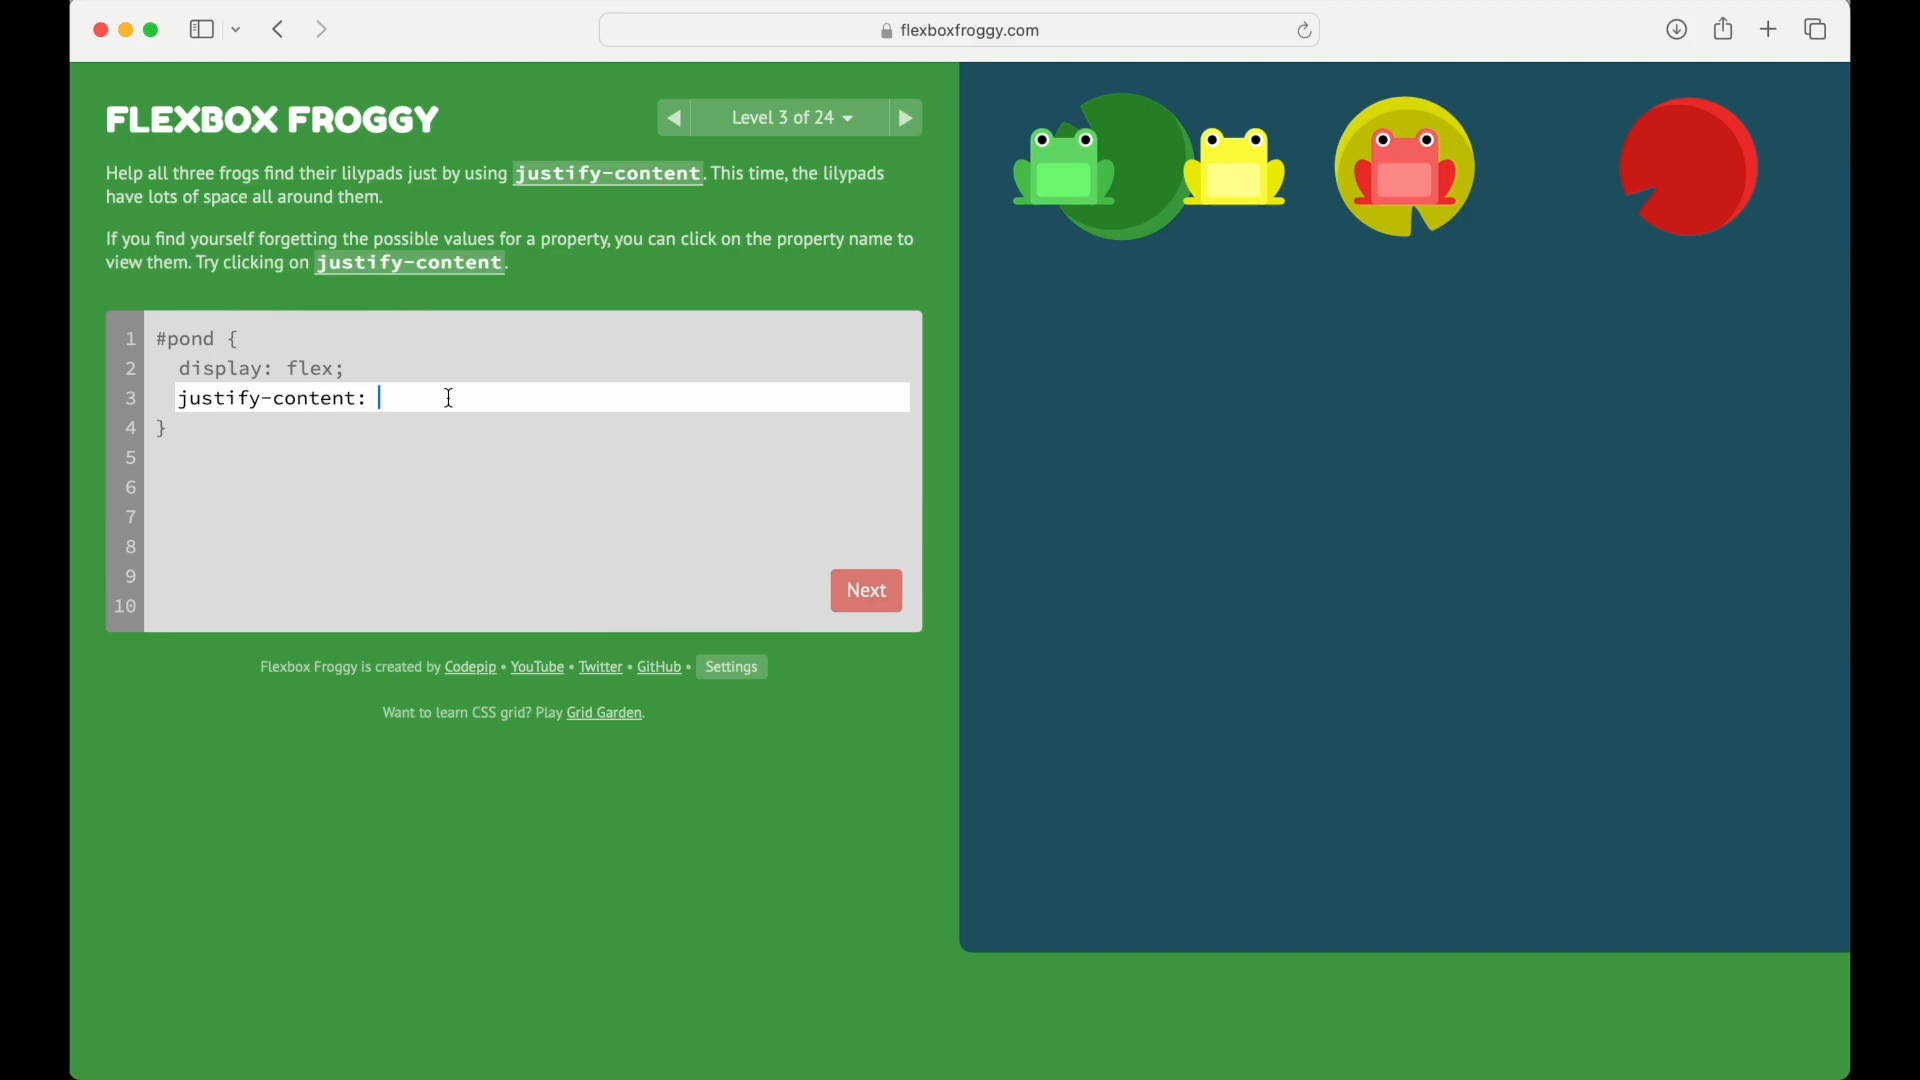 flexboxfroggy.com
FLEXBOX FROGGY
Level 3 of 24
Help all three frogs find their lilypads just by using justify-content. This time, the lilypads
have lots of space all around them.
If you find yourself forgetting the possible values for a property, you can click on the property name to
view them. Try clicking on justify-content.
1 #pond {
2 display: flex;
3 justify-content:
4 }
5
6
7
8
9
10
Next
Flexbox Froggy is created by Codepip • YouTube • Twitter • GitHub • Settings
Want to learn CSS grid? Play Grid Garden.